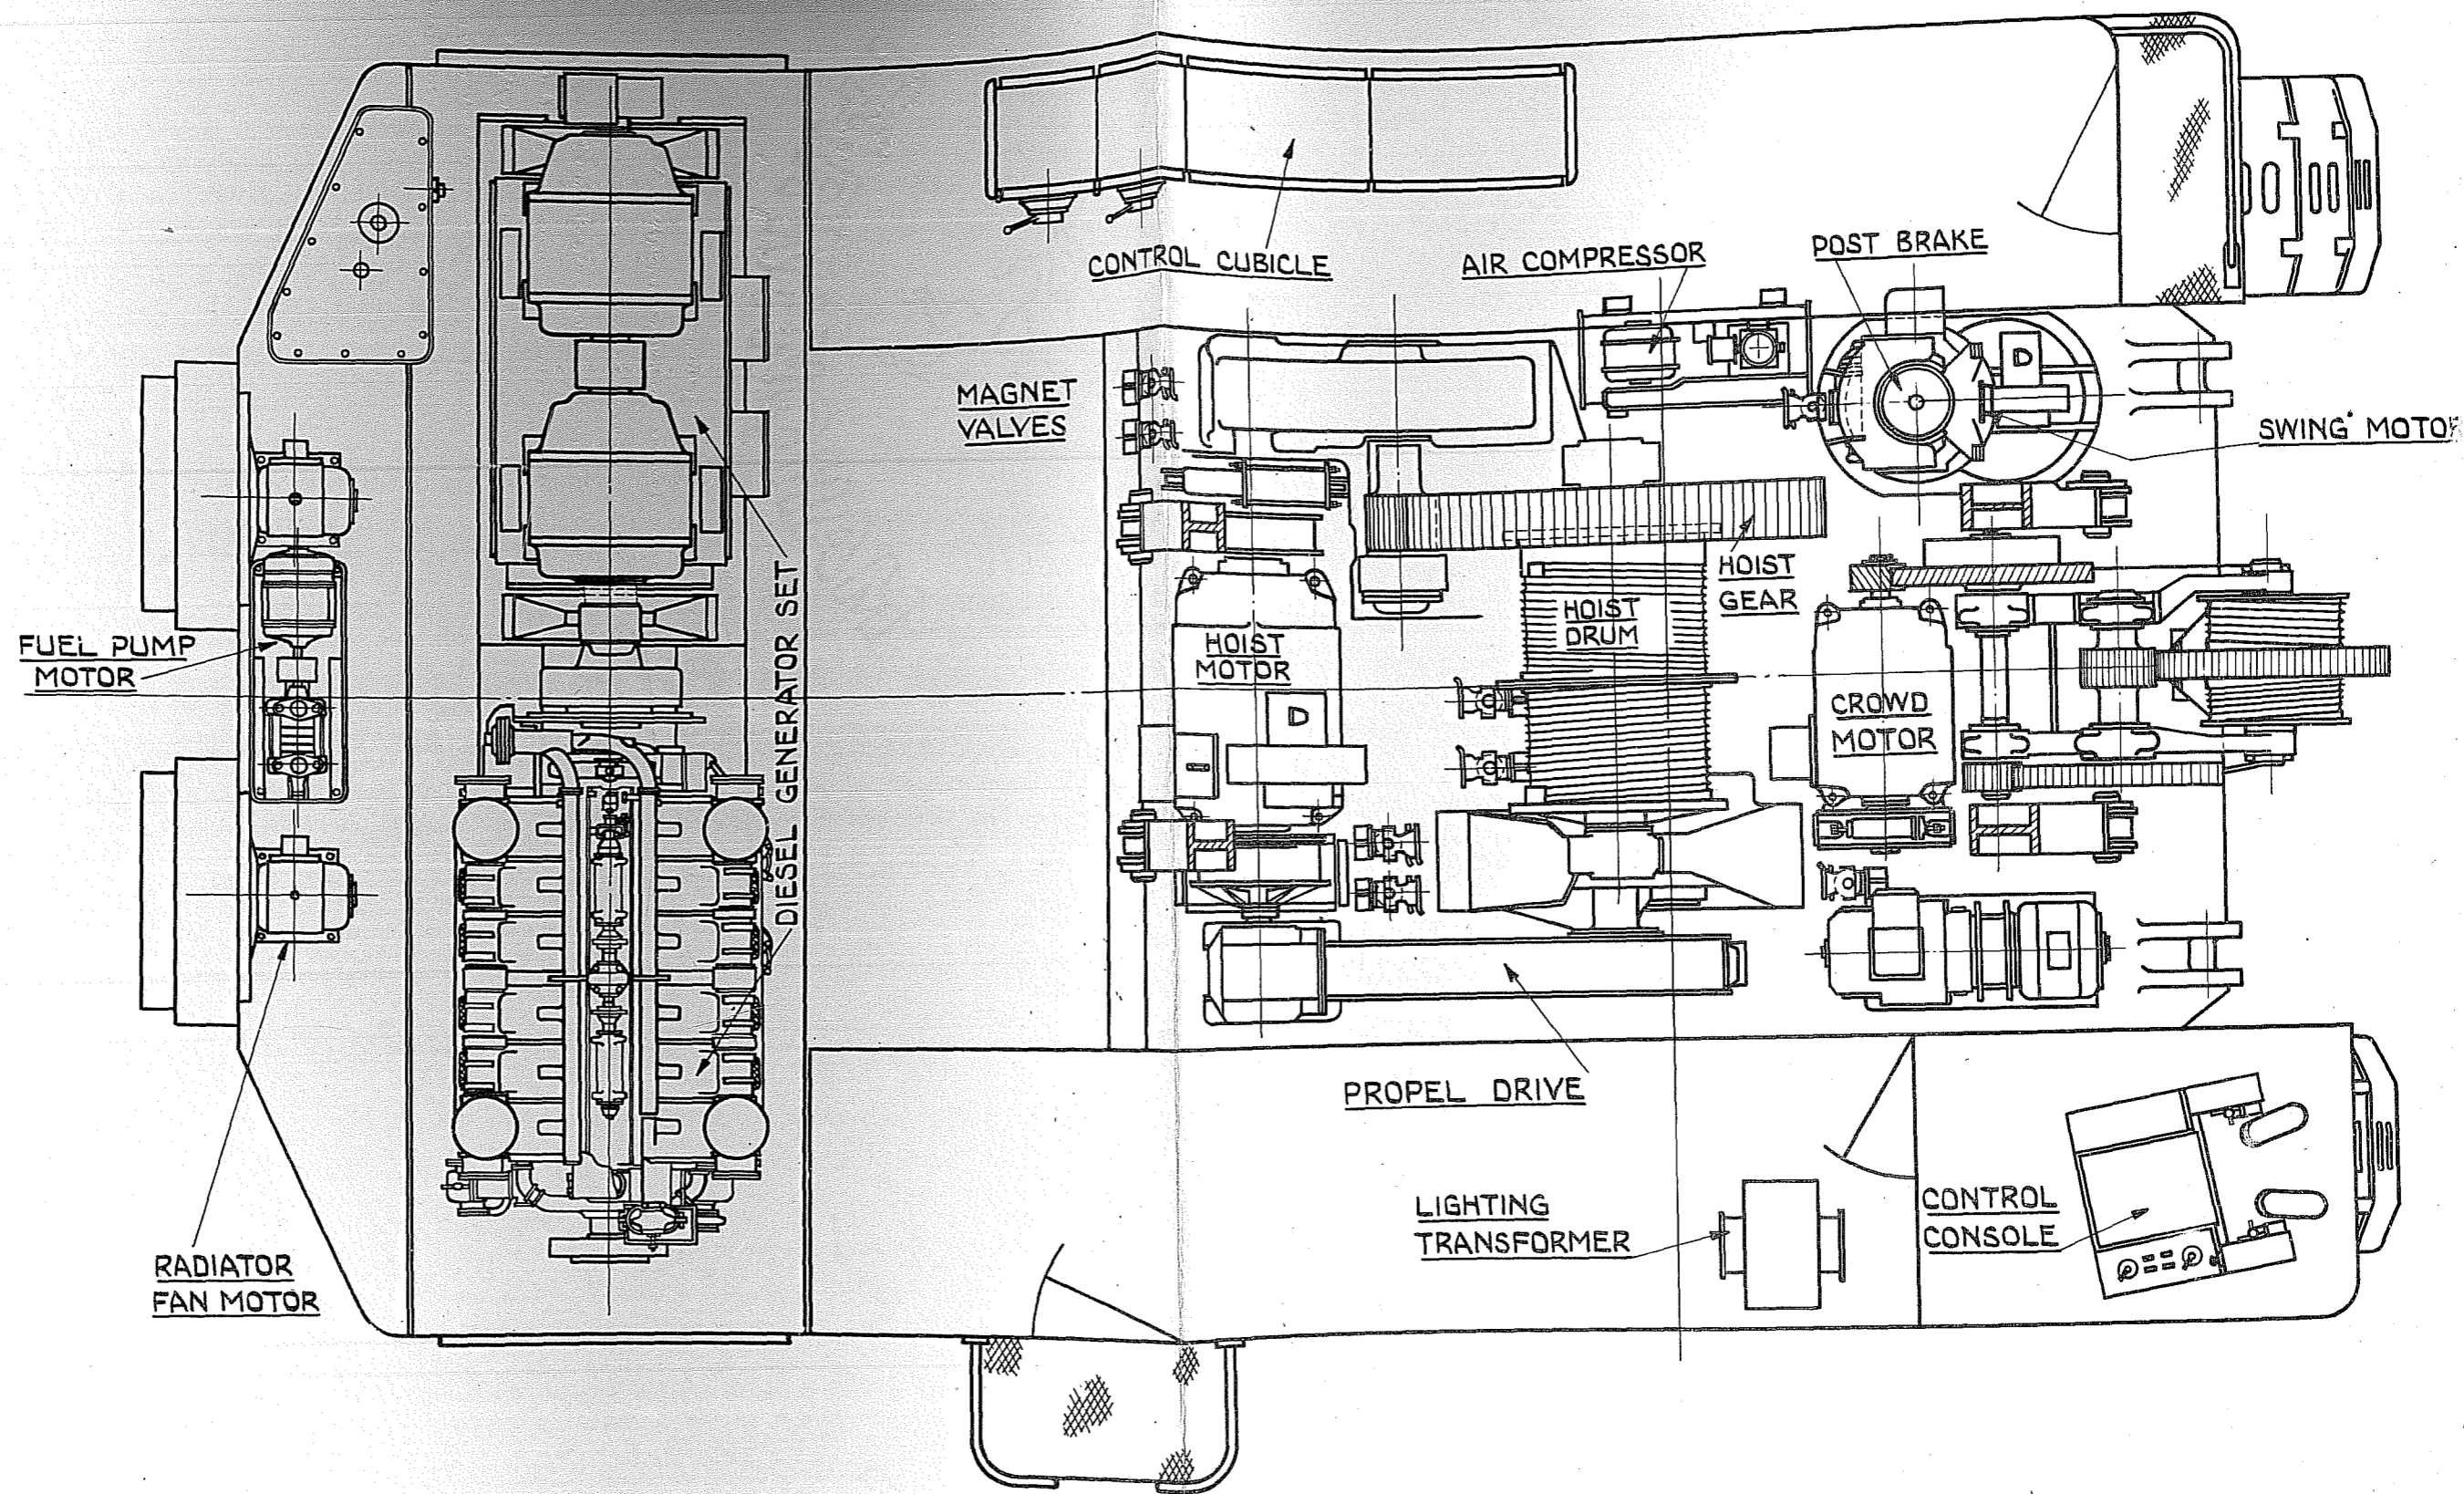 CONTROL CUBICLE
AIR COMPRESSOR
POST BRAKE
D
MAGNET
VALVES
SWING MOTOR
HOIST
GEAR
HOIST
DRUM
HOIST
MOTOR
D
CROWD
MOTOR
FUEL PUMP
MOTOR
DIESEL GENERATOR SET
PROPEL DRIVE
LIGHTING
TRANSFORMER
CONTROL
CONSOLE
RADIATOR
FAN MOTOR